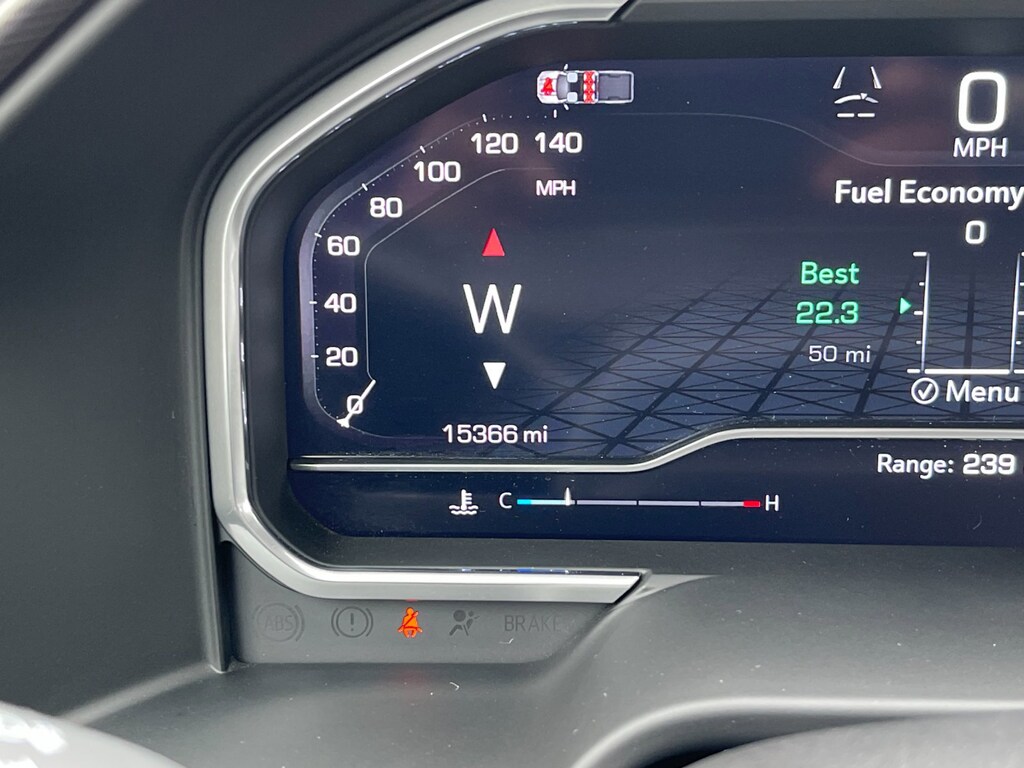 0
MPH
120 140
100
MPH
80
Fuel Economy
0
60
W
Best
40
22.3
20
50 mi
0
Menu
15366 mi
Range: 239
C H
ABS
BRAKE